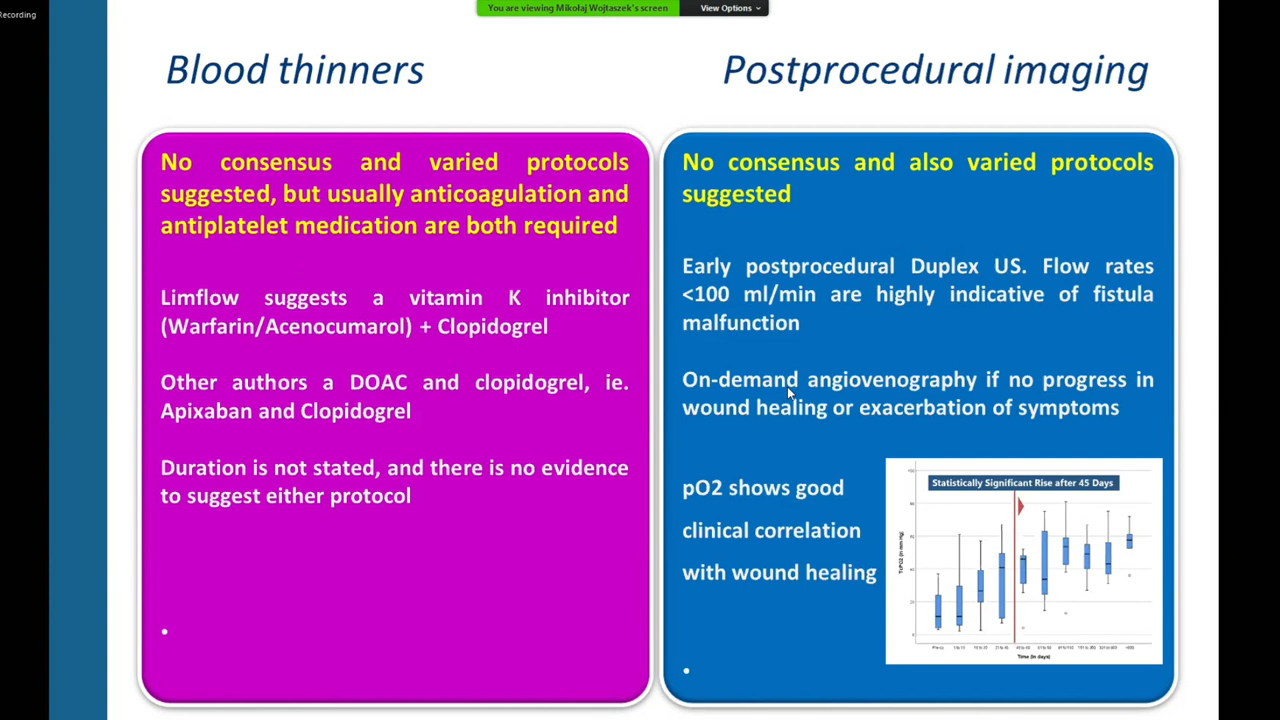 Recording
You are viewing Mikołaj Wojtaszek's screen
View Options
Blood thinners
Postprocedural imaging
No consensus and varied protocols
suggested, but usually anticoagulation and
antiplatelet medication are both required
Limflow suggests a vitamin K inhibitor
(Warfarin/Acenocumarol) + Clopidogrel
Other authors a DOAC and clopidogrel, ie.
Apixaban and Clopidogrel
Duration is not stated, and there is no evidence
to suggest either protocol
No consensus and also varied protocols
suggested
Early postprocedural Duplex US. Flow rates
<100 ml/min are highly indicative of fistula
malfunction
On-demand angiovenography if no progress in
wound healing or exacerbation of symptoms
pO2 shows good
clinical correlation
with wound healing
Statistically Significant Rise after 45 Days
TcPO2 (in mm Hg)
Time (in days)